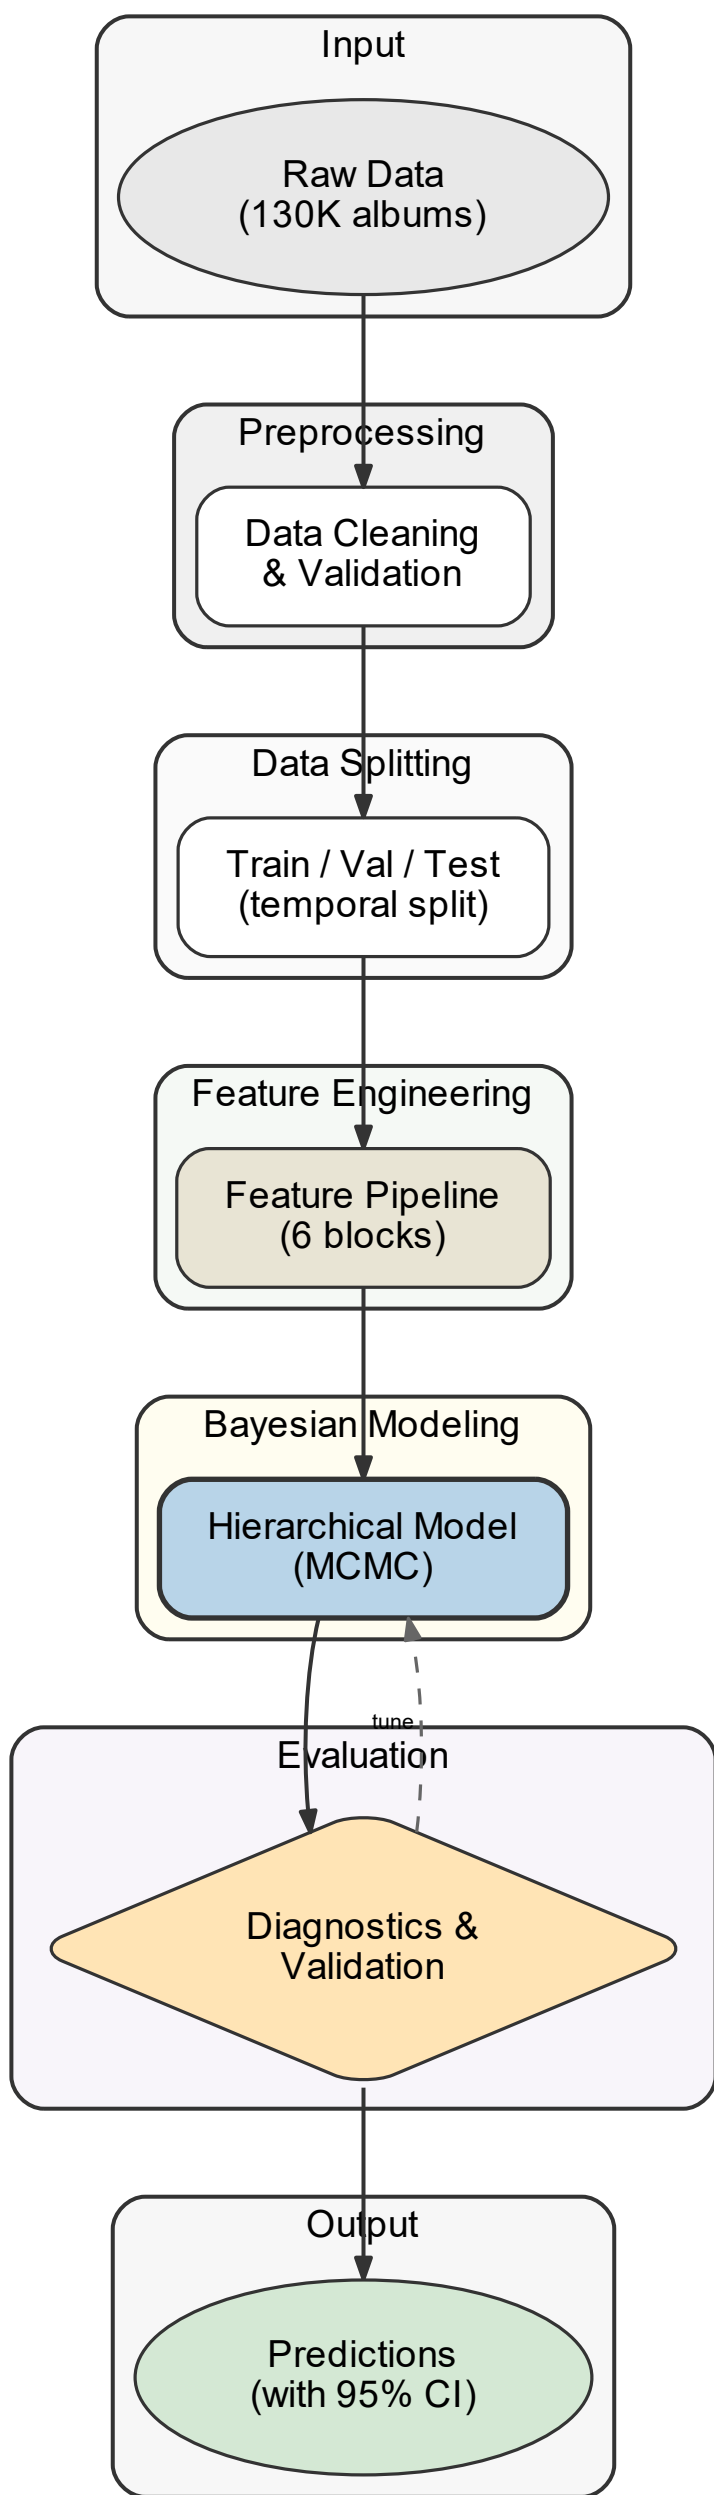 Input
Raw Data
(130K albums)
Preprocessing
Data Cleaning
& Validation
Data Splitting
Train / Val / Test
(temporal split)
Feature Engineering
Feature Pipeline
(6 blocks)
Bayesian Modeling
Hierarchical Model
(MCMC)
tune
Evaluation
Diagnostics &
Validation
Output
Predictions
(with 95% CI)